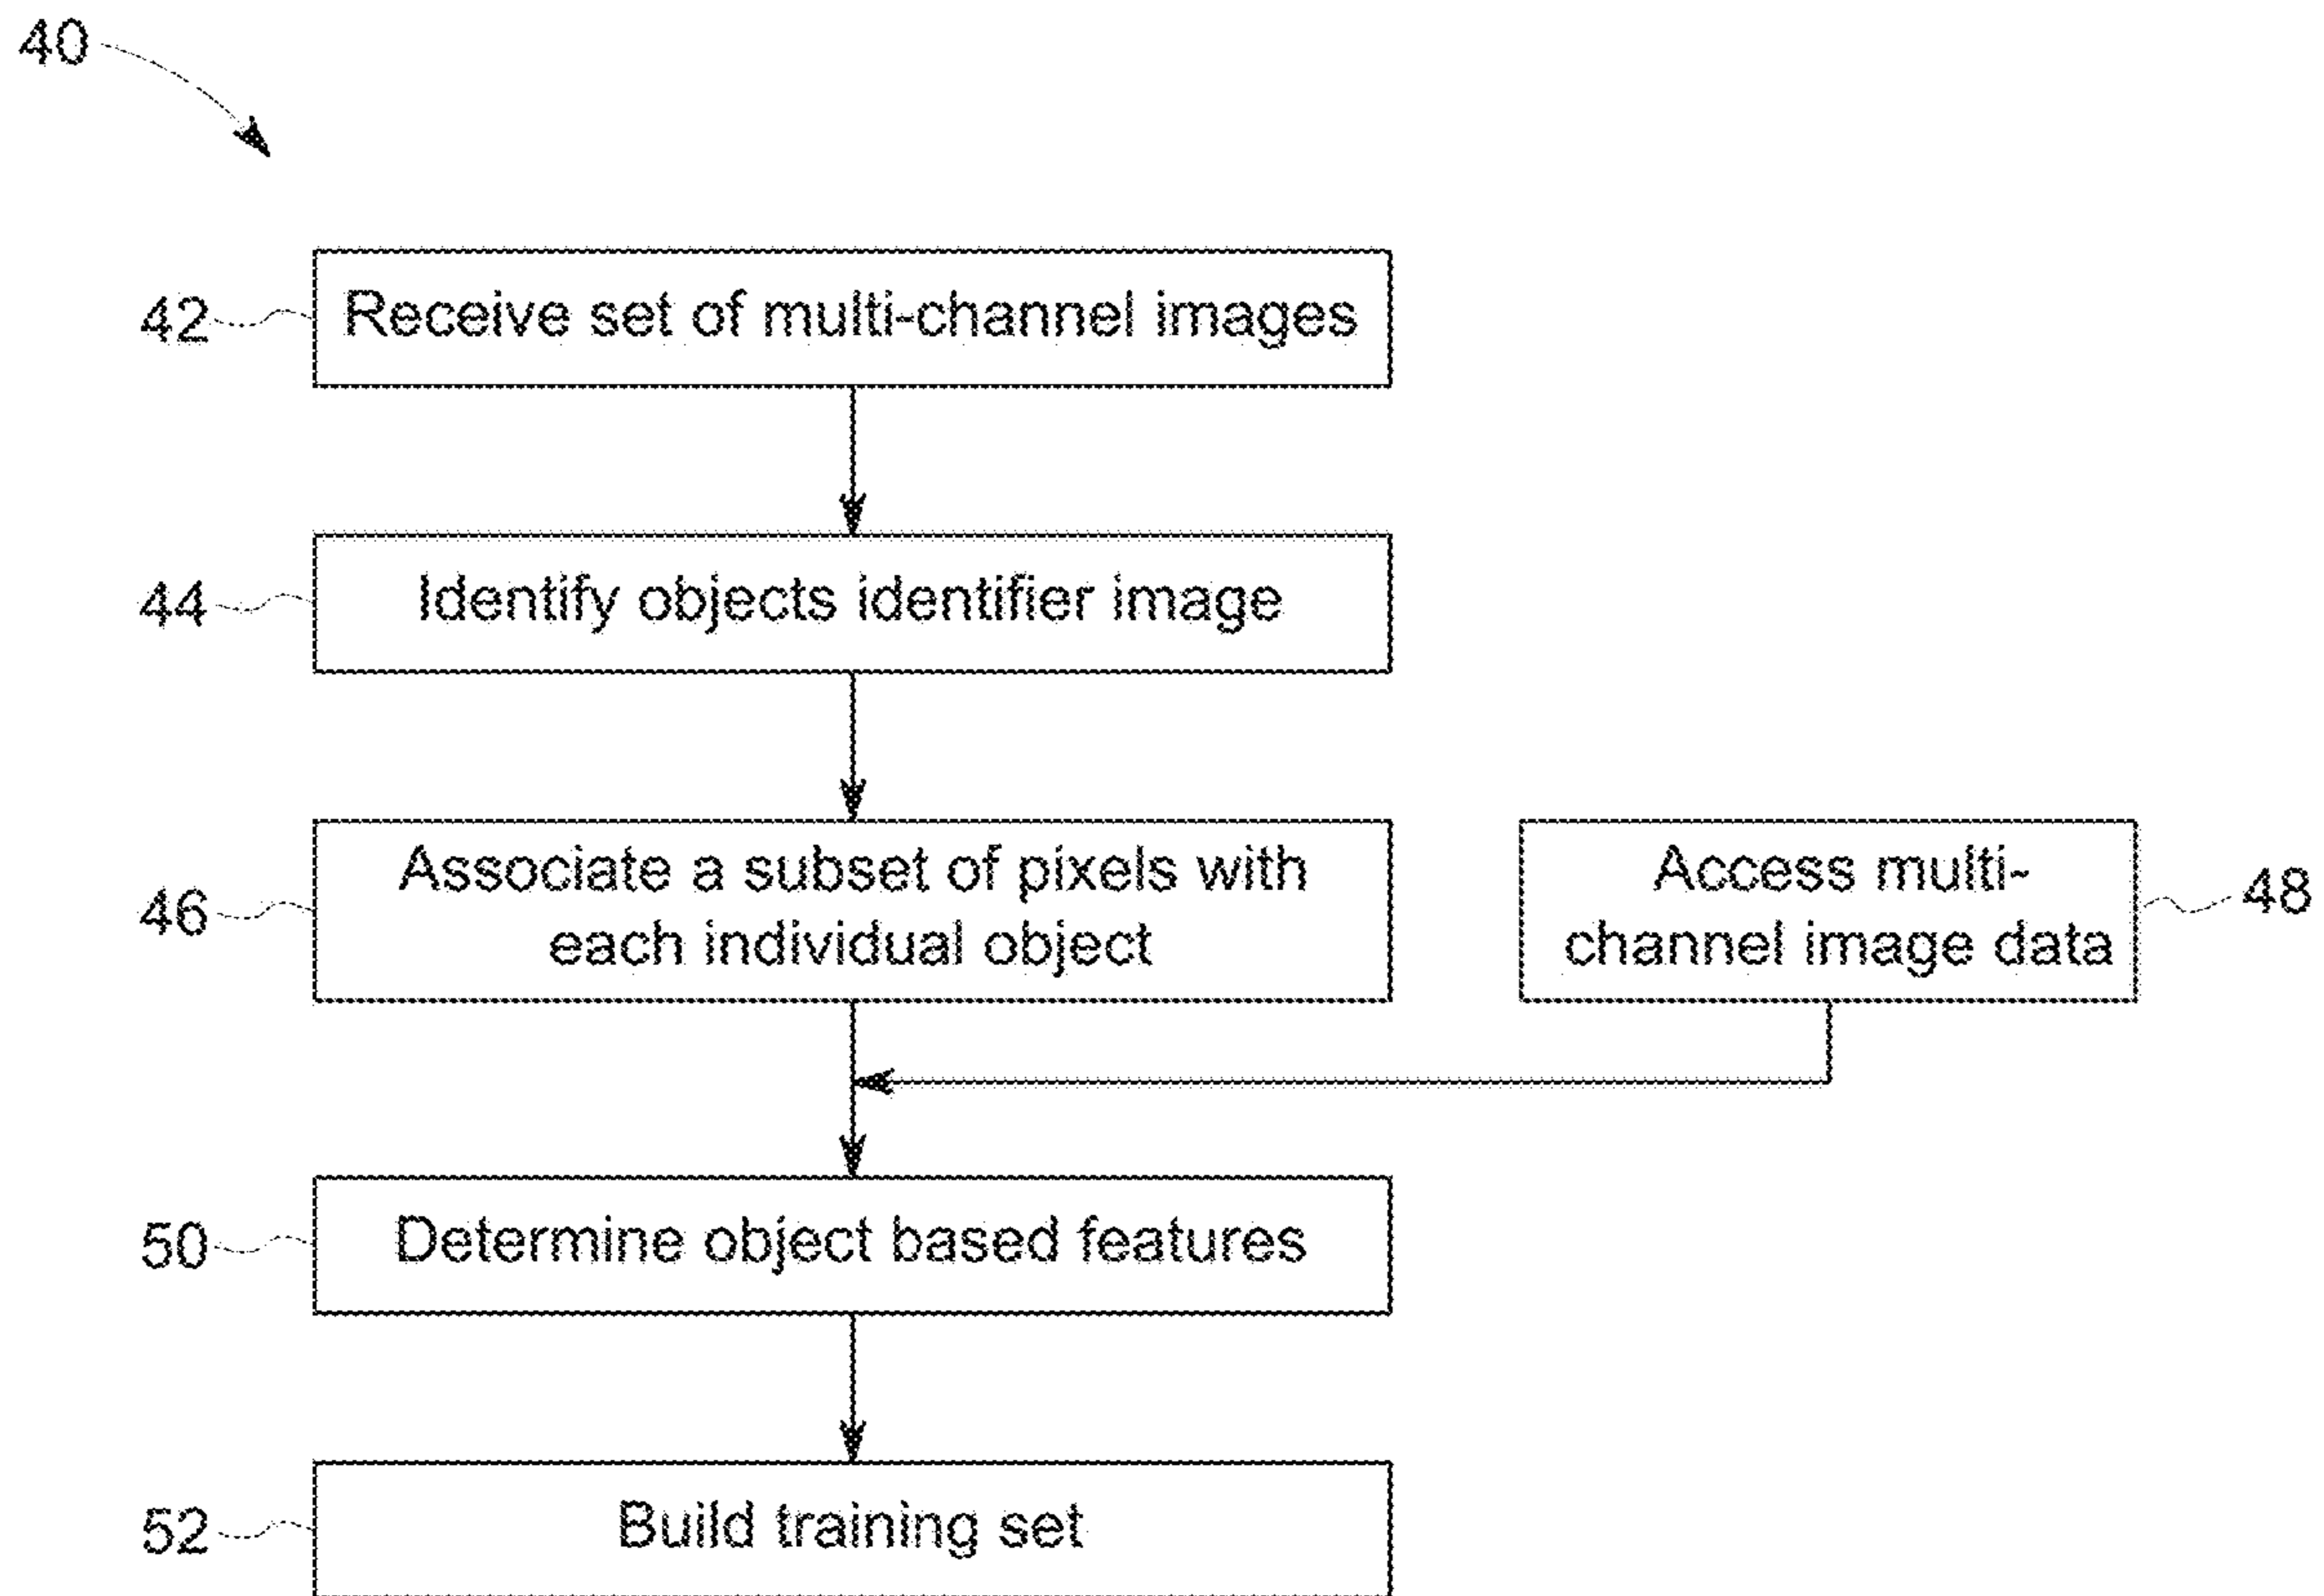 40
42 Receive set of multi-channel images
44 Identify objects identifier image
46 Associate a subset of pixels with
each individual object
Access multi-
channel image data 48
50 Determine object based features
52 Build training set